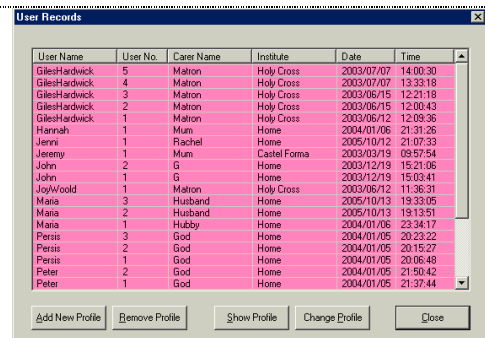 User Records
User Name User No. Carer Name Institute Date Time
GilesHardwick 5 Matron Holy Cross 2003/07/07 14:00:30
GilesHardwick 4 Matron Holy Cross 2003/07/07 13:33:18
GilesHardwick 3 Matron Holy Cross 2003/06/15 12:21:18
GilesHardwick 2 Matron Holy Cross 2003/06/15 12:00:43
GilesHardwick 1 Matron Holy Cross 2003/06/12 12:09:36
Hannah 1 Mum Home 2004/01/06 21:31:26
Jenni 1 Rachel Home 2005/10/12 21:07:33
Jeremy 1 Mum Castel Forma 2003/03/19 09:57:54
John 2 G Home 2003/12/19 15:21:06
John 1 G Home 2003/12/19 15:03:41
JoyWoold 1 Matron Holy Cross 2003/06/12 11:36:31
Maria 3 Husband Home 2005/10/13 19:33:05
Maria 2 Husband Home 2005/10/13 19:13:51
Maria 1 Hubby Home 2004/01/06 23:34:17
Persis 3 God Home 2004/01/05 20:23:22
Persis 2 God Home 2004/01/05 20:15:27
Persis 1 God Home 2004/01/05 20:06:48
Peter 2 God Home 2004/01/05 21:50:42
Peter 1 God Home 2004/01/05 21:37:44
Add New Profile Remove Profile Show Profile Change Profile Close